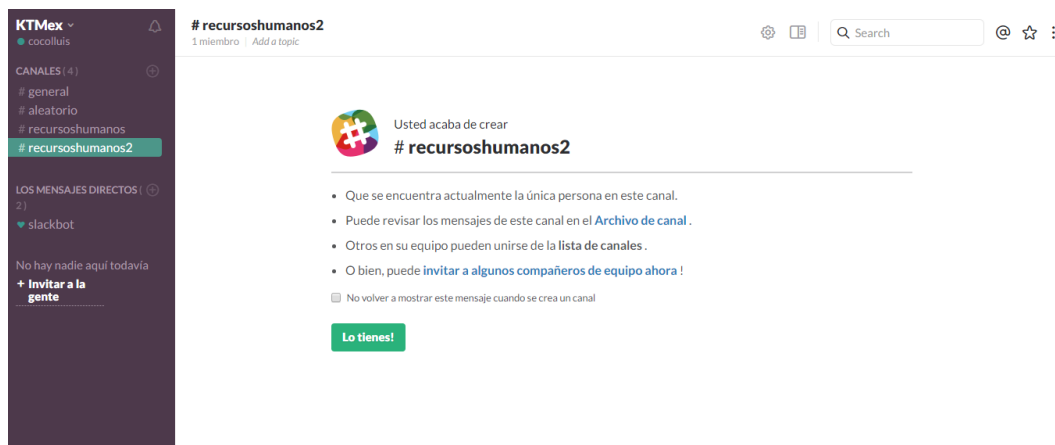 KTMex
cocolluis
CANALES (4)
# general
# aleatorio
# recursoshumanos
# recursoshumanos2
LOS MENSAJES DIRECTOS (
2)
slackbot
No hay nadie aquí todavía
+ Invitar a la
gente
# recursoshumanos2
1 miembro | Add a topic
Search
Usted acaba de crear
# recursoshumanos2
• Que se encuentra actualmente la única persona en este canal.
• Puede revisar los mensajes de este canal en el Archivo de canal .
• Otros en su equipo pueden unirse de la lista de canales .
• O bien, puede invitar a algunos compañeros de equipo ahora !
No volver a mostrar este mensaje cuando se crea un canal
Lo tienes!